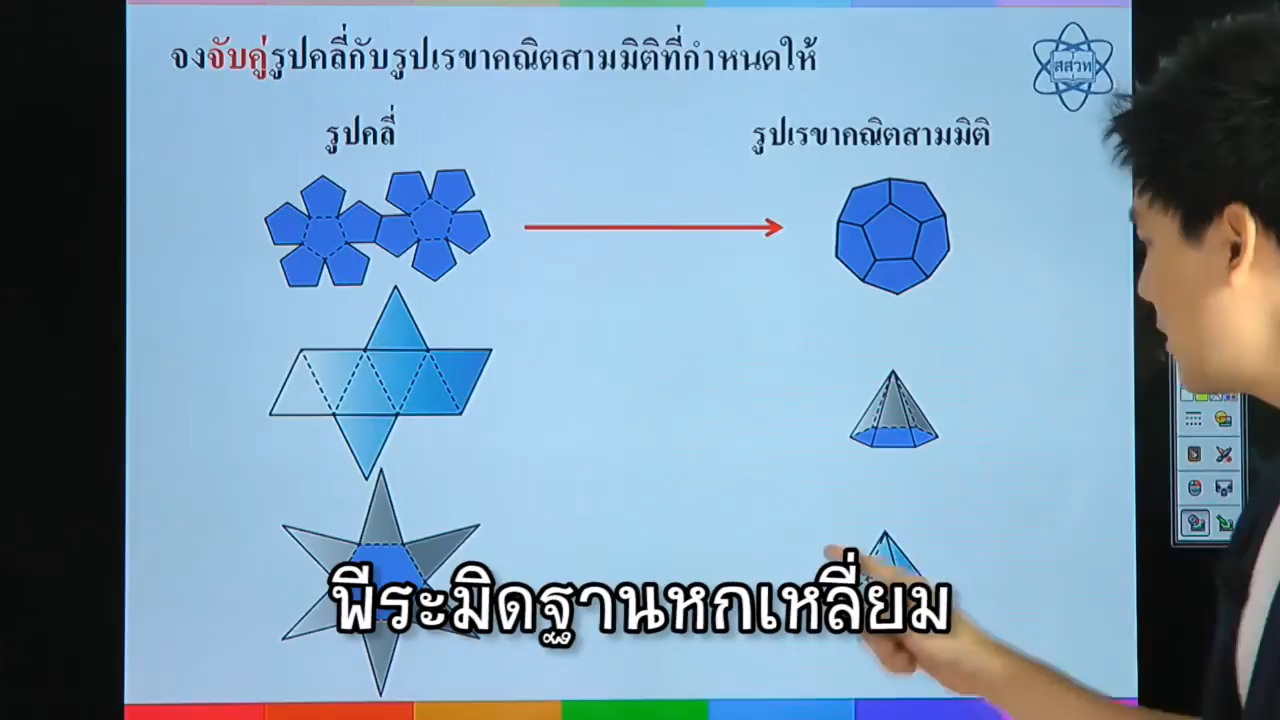 จงจับคู่รูปคลี่กับรูปเรขาคณิตสามมิติที่กำหนดให้
สสวท
รูปคลี่
รูปเรขาคณิตสามมิติ
พีระมิดฐานหกเหลี่ยม